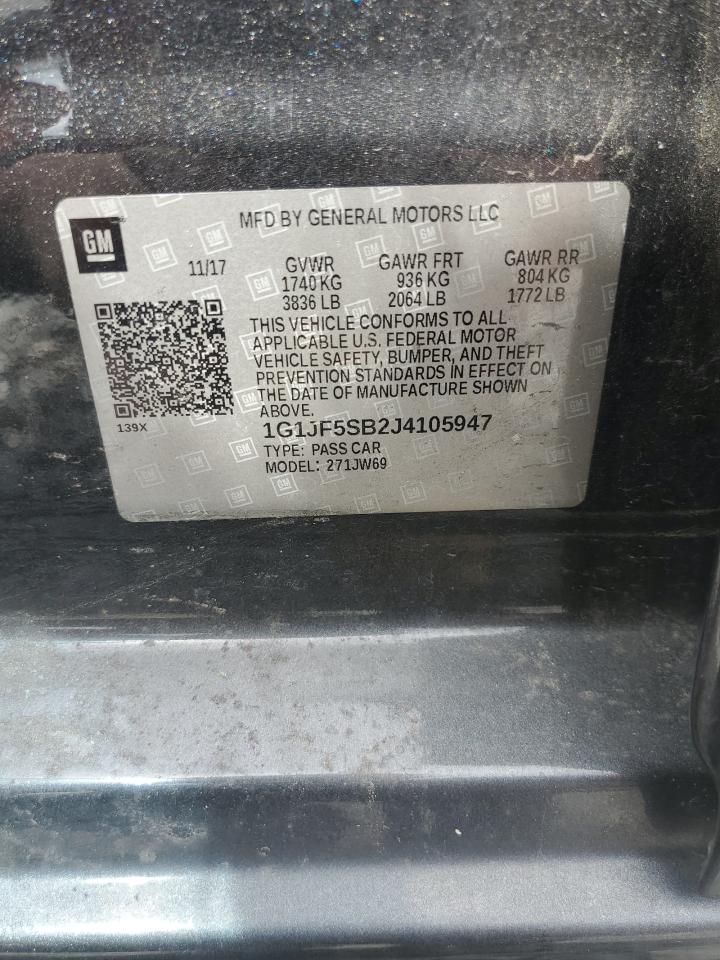 MFD BY GENERAL MOTORS LLC
GM
11/17 GVWR GAWR FRT GAWR RR
1740 KG 936 KG 804 KG
3836 LB 2064 LB 1772 LB
THIS VEHICLE CONFORMS TO ALL
APPLICABLE U.S. FEDERAL MOTOR
VEHICLE SAFETY, BUMPER, AND THEFT
PREVENTION STANDARDS IN EFFECT ON
THE DATE OF MANUFACTURE SHOWN
ABOVE.
139X
1G1JF5SB2J4105947
TYPE: PASS CAR
MODEL: 271JW69